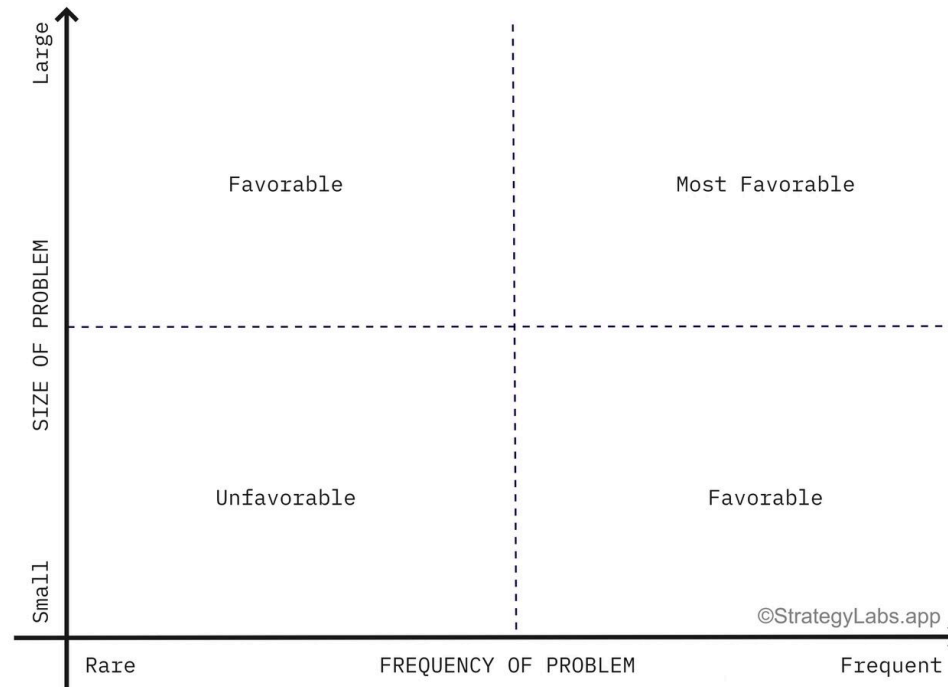 Large
Favorable
Most Favorable
SIZE OF PROBLEM
Unfavorable
Favorable
Small
©StrategyLabs.app
Rare
FREQUENCY OF PROBLEM
Frequent